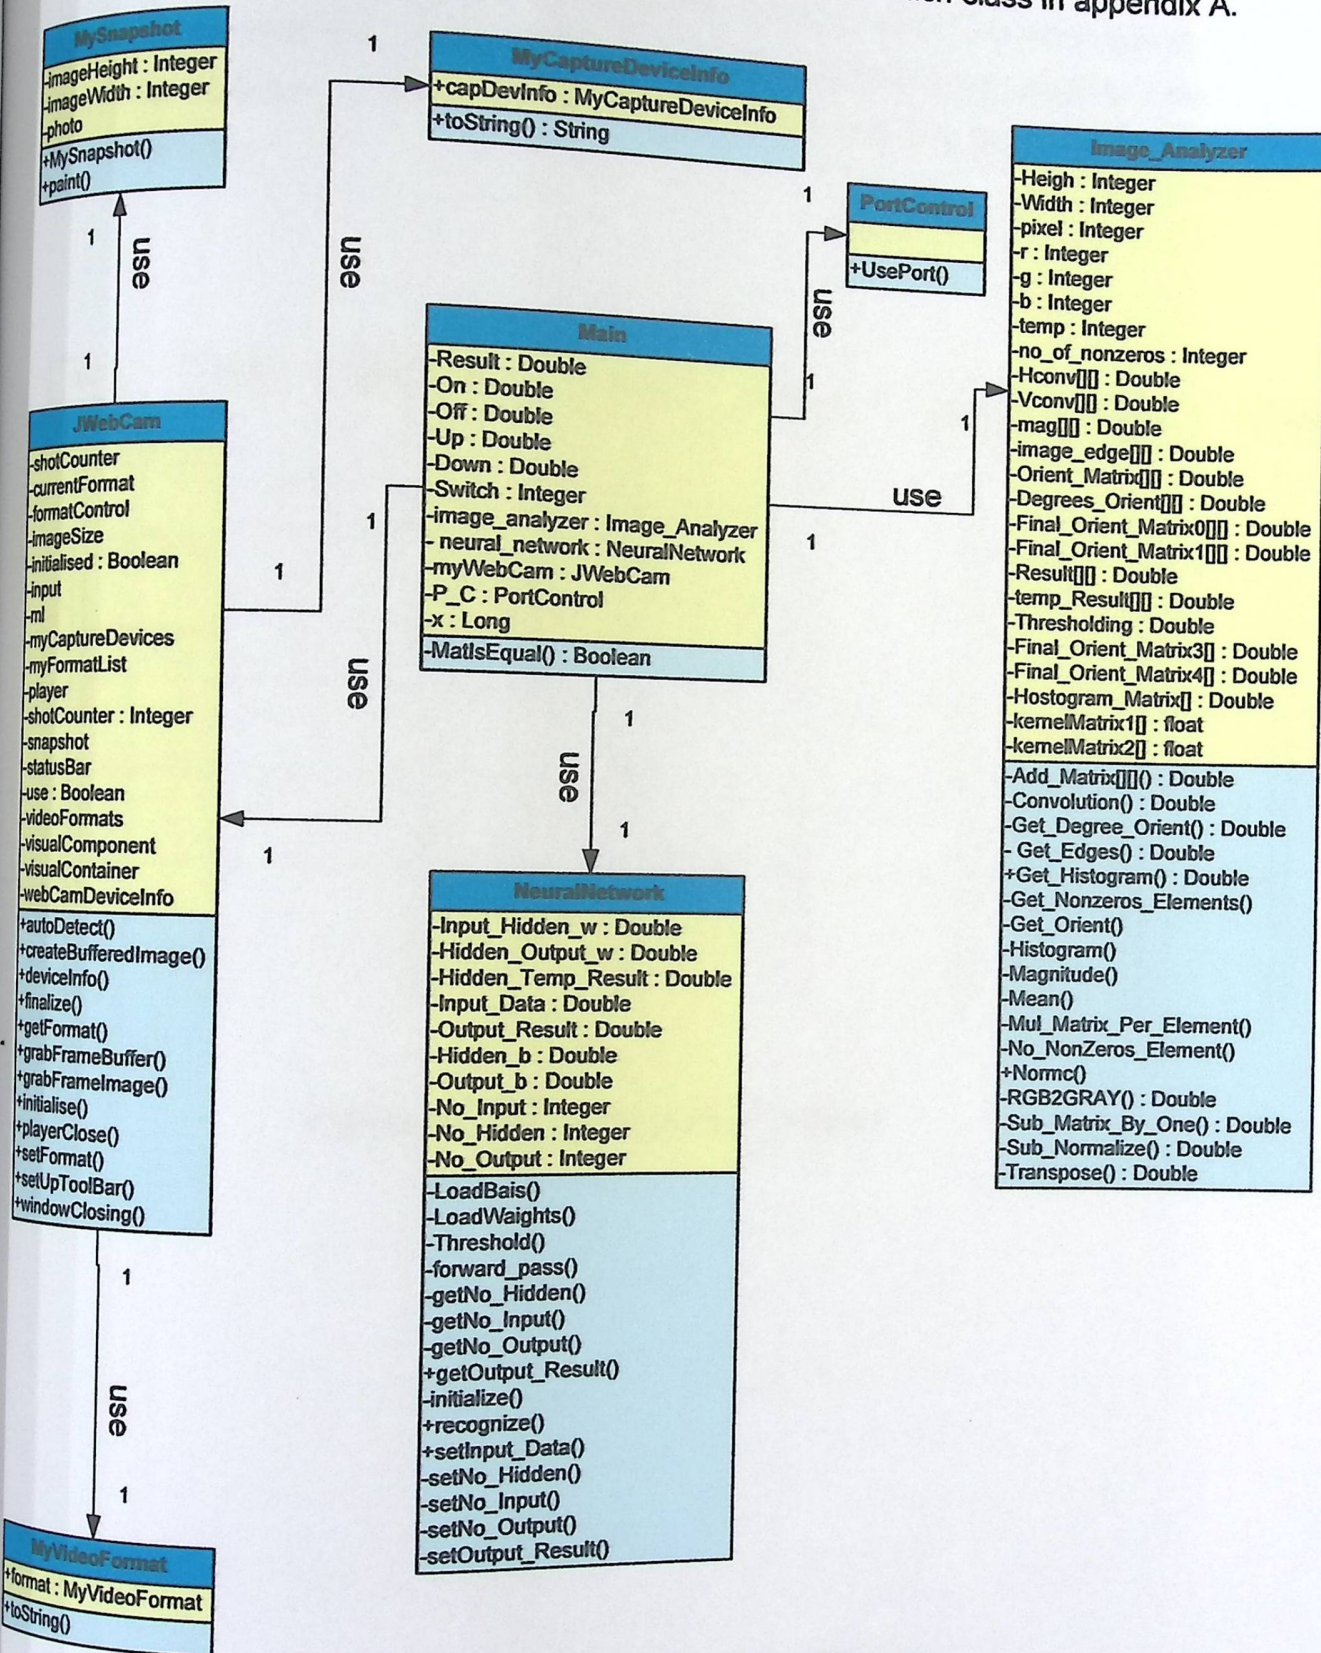 class in appendix A.
MySnapshot
-imageHeight : Integer
-imageWidth : Integer
-photo
+MySnapshot()
+paint()
1
use
1
1
use
1
MyCaptureDeviceInfo
+capDevInfo : MyCaptureDeviceInfo
+toString() : String
1
PortControl
+UsePort()
use
1
Main
-Result : Double
-On : Double
-Off : Double
-Up : Double
-Down : Double
-Switch : Integer
-image_analyzer : Image_Analyzer
- neural_network : NeuralNetwork
-myWebCam : JWebCam
-P_C : PortControl
-x : Long
-MatIsEqual() : Boolean
1
use
1
1
use
1
Image_Analyzer
-Heigh : Integer
-Width : Integer
-pixel : Integer
-r : Integer
-g : Integer
-b : Integer
-temp : Integer
-no_of_nonzeros : Integer
-Hconv[][] : Double
-Vconv[][] : Double
-mag[][] : Double
-image_edge[][] : Double
-Orient_Matrix[][] : Double
-Degrees_Orient[][] : Double
-Final_Orient_Matrix0[][] : Double
-Final_Orient_Matrix1[][] : Double
-Result[][] : Double
-temp_Result[][] : Double
-Thresholding : Double
-Final_Orient_Matrix3[] : Double
-Final_Orient_Matrix4[] : Double
-Hostogram_Matrix[] : Double
-kernelMatrix1[] : float
-kernelMatrix2[] : float
-Add_Matrix[][]() : Double
-Convolution() : Double
-Get_Degree_Orient() : Double
- Get_Edges() : Double
+Get_Histogram() : Double
-Get_Nonzeros_Elements()
-Get_Orient()
-Histogram()
-Magnitude()
-Mean()
-Mul_Matrix_Per_Element()
-No_NonZeros_Element()
+Normc()
-RGB2GRAY() : Double
-Sub_Matrix_By_One() : Double
-Sub_Normalize() : Double
-Transpose() : Double
JWebCam
-shotCounter
-currentFormat
-formatControl
-imageSize
-initialised : Boolean
-input
-ml
-myCaptureDevices
-myFormatList
-player
-shotCounter : Integer
-snapshot
-statusBar
-use : Boolean
-videoFormats
-visualComponent
-visualContainer
-webCamDeviceInfo
+autoDetect()
+createBufferedImage()
+deviceInfo()
+finalize()
+getFormat()
+grabFrameBuffer()
+grabFrameImage()
+initialise()
+playerClose()
+setFormat()
+setUpToolBar()
+windowClosing()
1
use
1
NeuralNetwork
-Input_Hidden_w : Double
-Hidden_Output_w : Double
-Hidden_Temp_Result : Double
-Input_Data : Double
-Output_Result : Double
-Hidden_b : Double
-Output_b : Double
-No_Input : Integer
-No_Hidden : Integer
-No_Output : Integer
-LoadBais()
-LoadWaights()
-Threshold()
-forward_pass()
-getNo_Hidden()
-getNo_Input()
-getNo_Output()
+getOutput_Result()
-initialize()
+recognize()
+setInput_Data()
-setNo_Hidden()
-setNo_Input()
-setNo_Output()
-setOutput_Result()
1
use
1
MyVideoFormat
+format : MyVideoFormat
+toString()